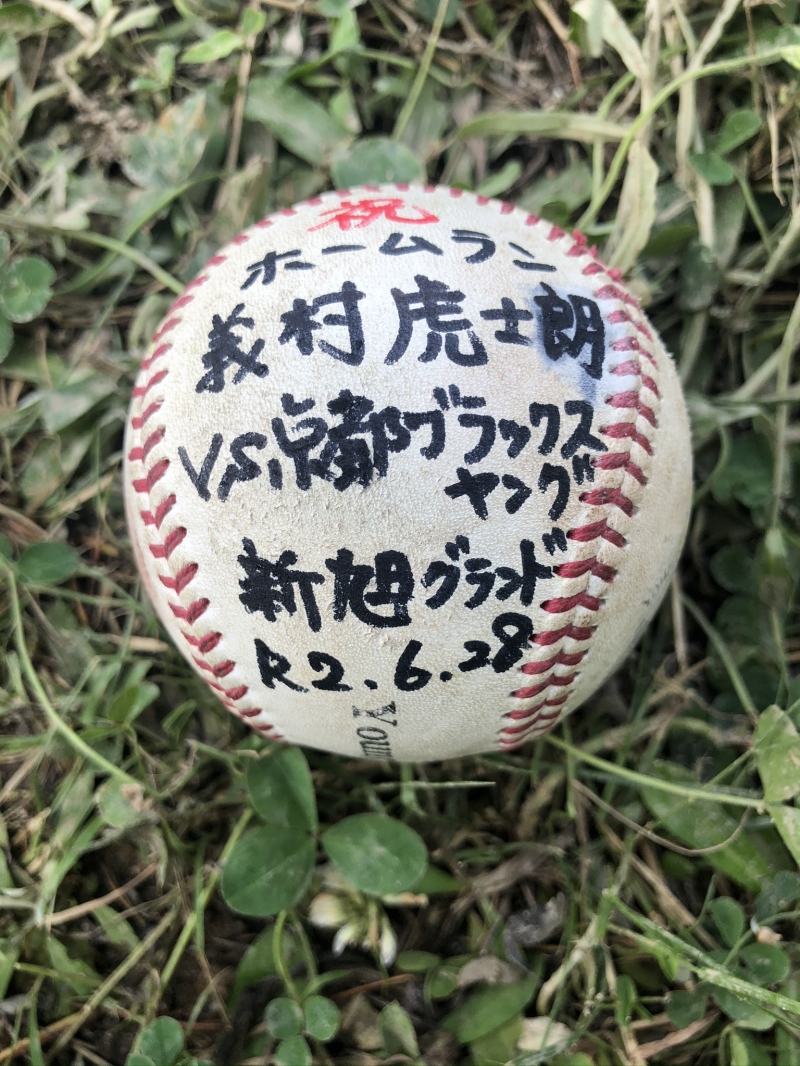 祝
ホームラン
義村虎士朗
VS.京都ブラックス
ヤング
新旭グランド
R2.6.28
You